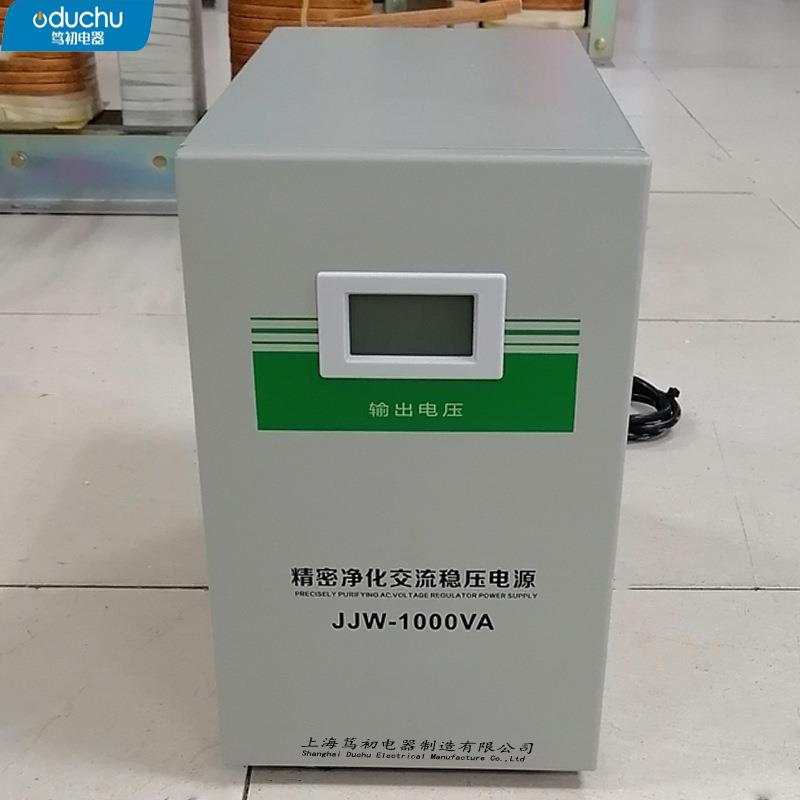 oduchu
笃初电器
输出电压
精密净化交流稳压电源
PRECISELY PURIFYING AC.VOLTAGE REGULATOR POWER SUPPLY
JJW-1000VA
上海笃初电器制造有限公司
Shanghai Duchu Electrical Manufacture Co.,Ltd